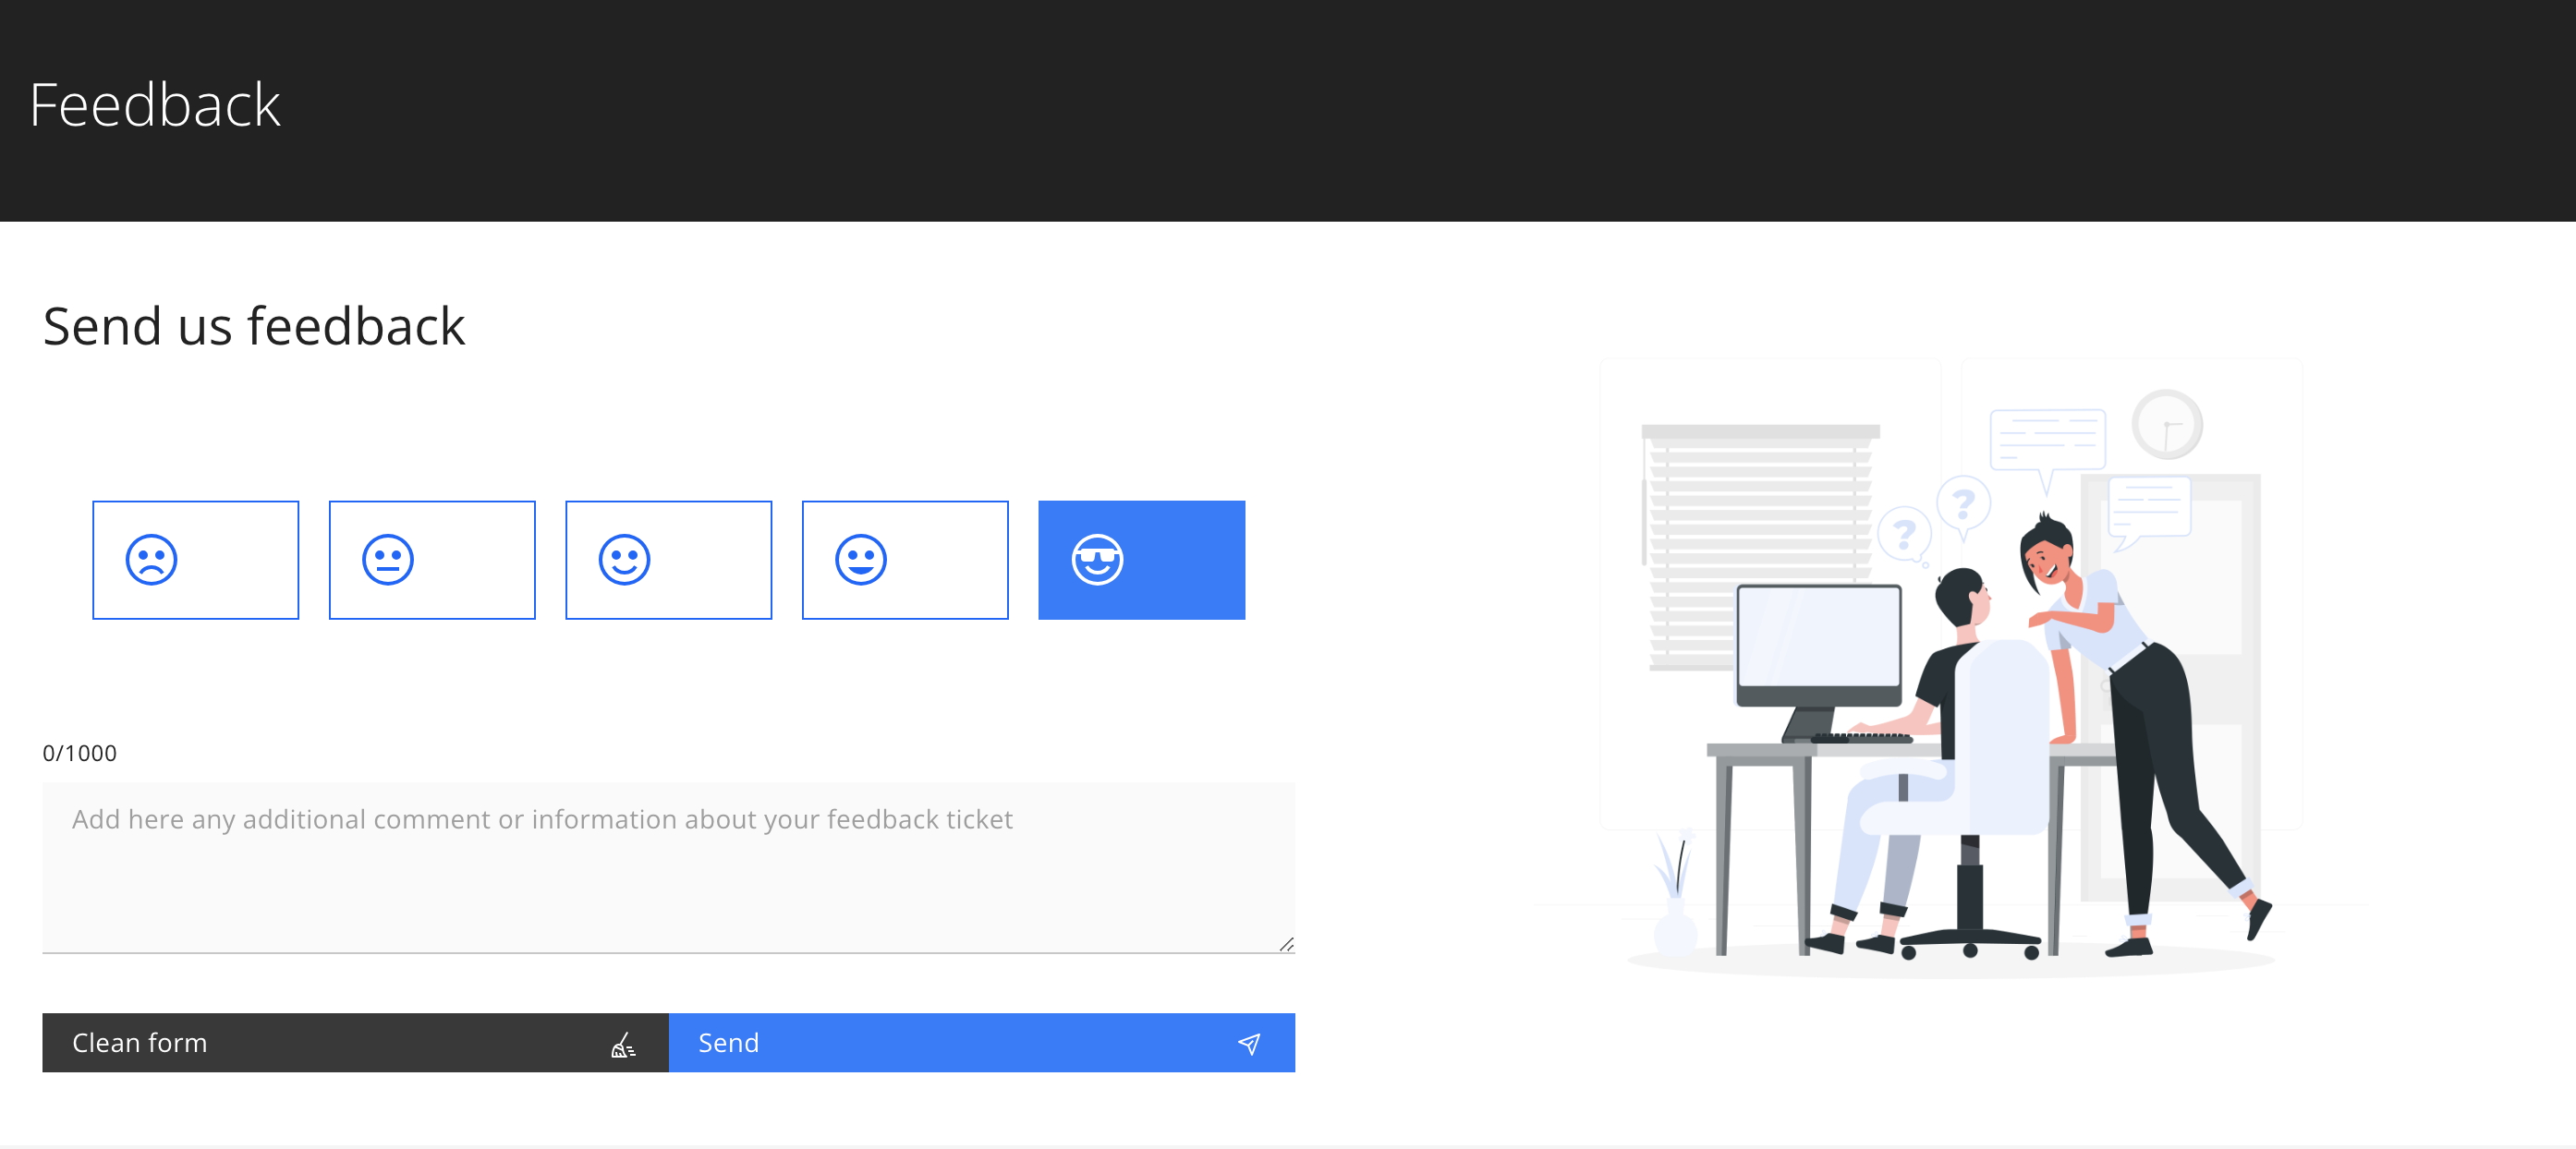 Feedback
Send us feedback
0/1000
Add here any additional comment or information about your feedback ticket
Clean form
Send
? ?